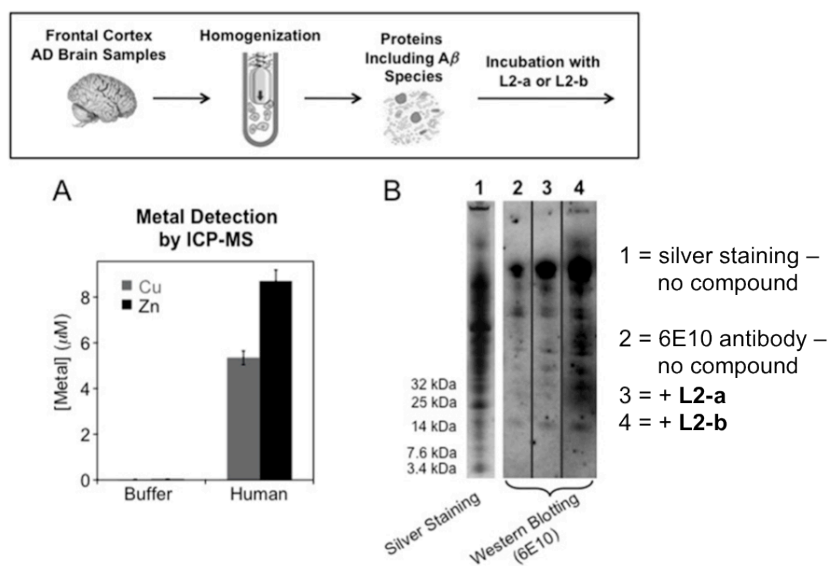 Frontal Cortex
AD Brain Samples
Homogenization
Proteins
Including Aβ
Species
Incubation with
L2-a or L2-b
A
Metal Detection
by ICP-MS
Cu
Zn
[Metal] (μM)
8
6
4
2
0
Buffer
Human
B
1
2
3
4
32 kDa
25 kDa
14 kDa
7.6 kDa
3.4 kDa
Silver Staining
Western Blotting
(6E10)
1 = silver staining –
no compound
2 = 6E10 antibody –
no compound
3 = + L2-a
4 = + L2-b